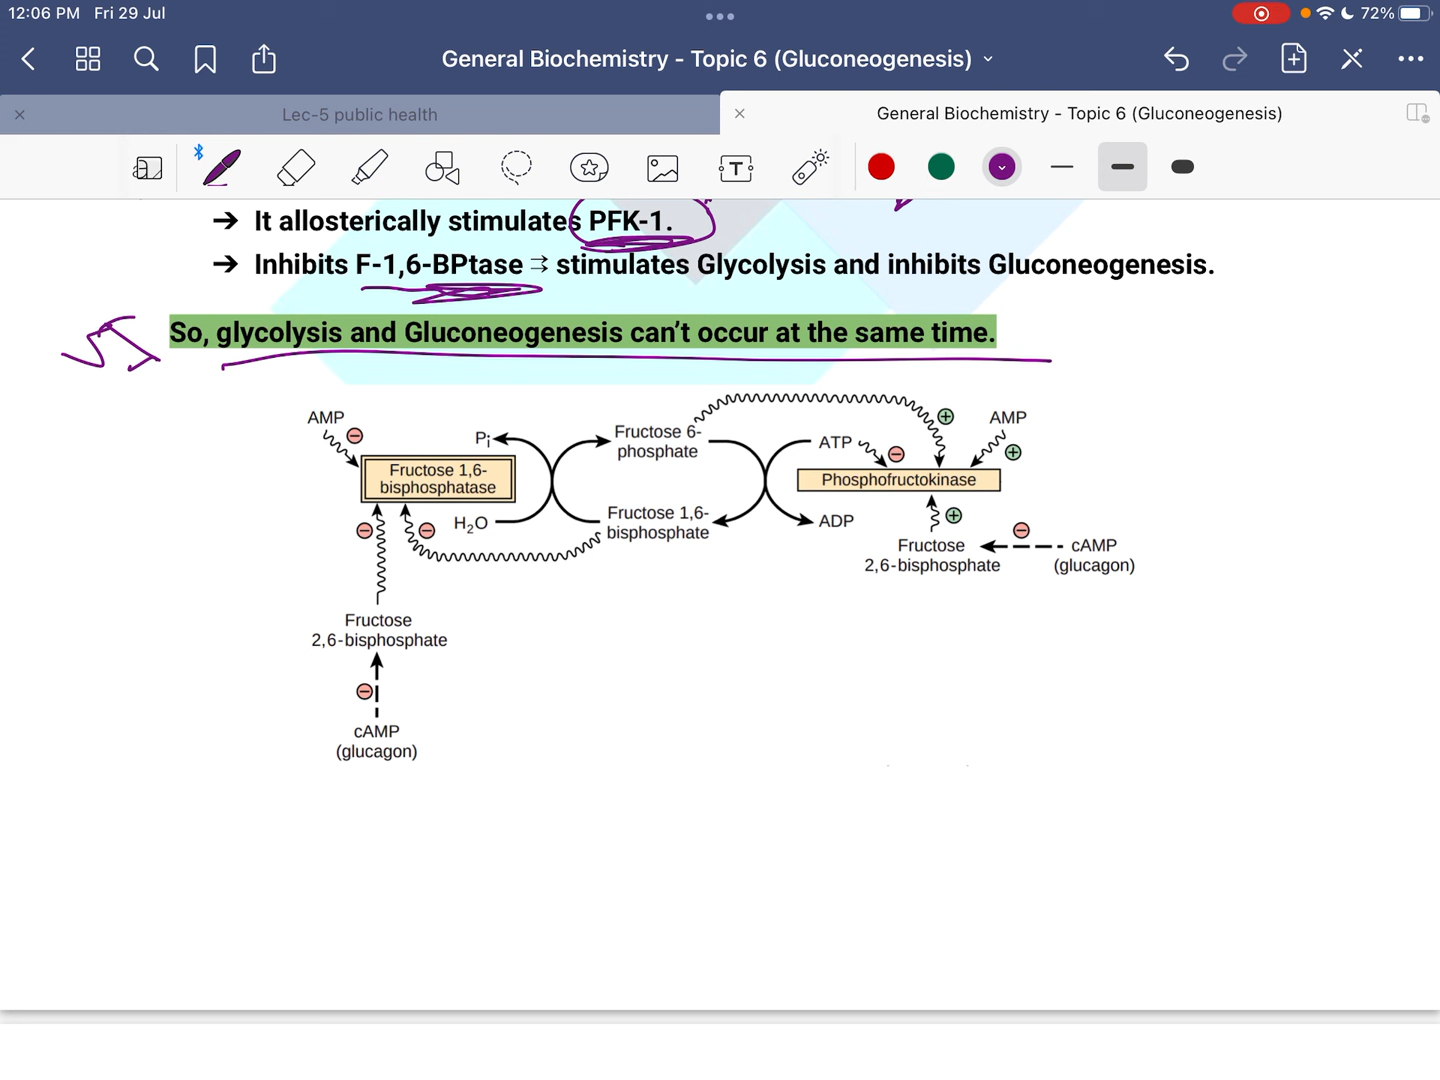 12:06 PM Fri 29 Jul
72%
General Biochemistry - Topic 6 (Gluconeogenesis)
Lec-5 public health
General Biochemistry - Topic 6 (Gluconeogenesis)
T
→ It allosterically stimulates PFK-1.
→ Inhibits F-1,6-BPtase ⇉ stimulates Glycolysis and inhibits Gluconeogenesis.
So, glycolysis and Gluconeogenesis can't occur at the same time.
AMP
Pi
Fructose 1,6-
bisphosphatase
H₂O
Fructose 6-
phosphate
Fructose 1,6-
bisphosphate
ATP
AMP
Phosphofructokinase
ADP
Fructose
2,6-bisphosphate
cAMP
(glucagon)
Fructose
2,6-bisphosphate
cAMP
(glucagon)